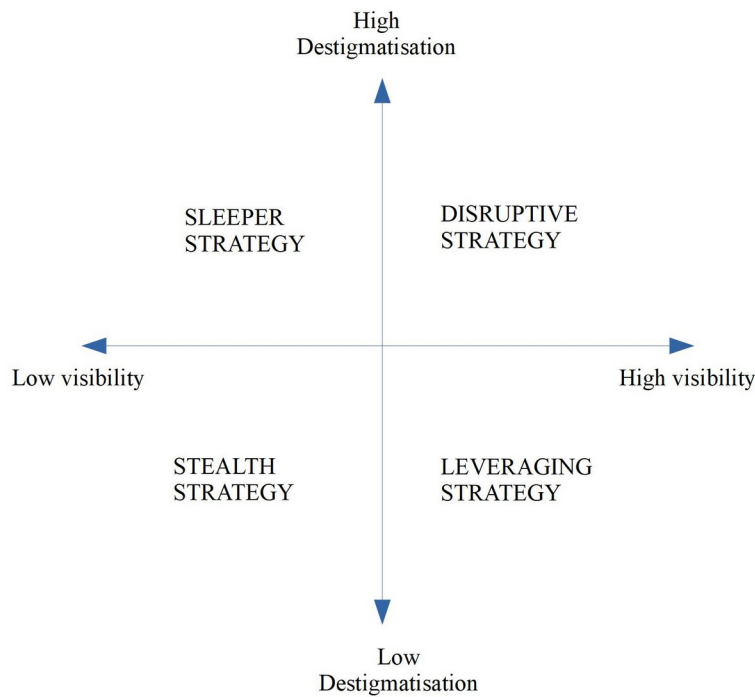 High
Destigmatisation
SLEEPER
STRATEGY
DISRUPTIVE
STRATEGY
Low visibility
High visibility
STEALTH
STRATEGY
LEVERAGING
STRATEGY
Low
Destigmatisation